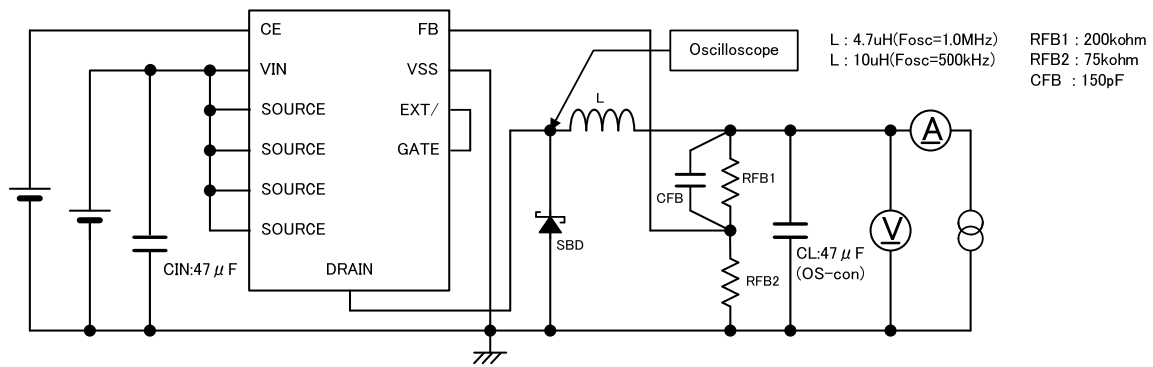 CE
FB
VIN
VSS
SOURCE
EXT/
SOURCE
GATE
SOURCE
SOURCE
DRAIN
CIN:47μF
Oscilloscope
L : 4.7uH(Fosc=1.0MHz)
L : 10uH(Fosc=500kHz)
RFB1 : 200kohm
RFB2 : 75kohm
CFB : 150pF
L
A
CFB
RFB1
SBD
RFB2
CL:47μF
(OS-con)
V